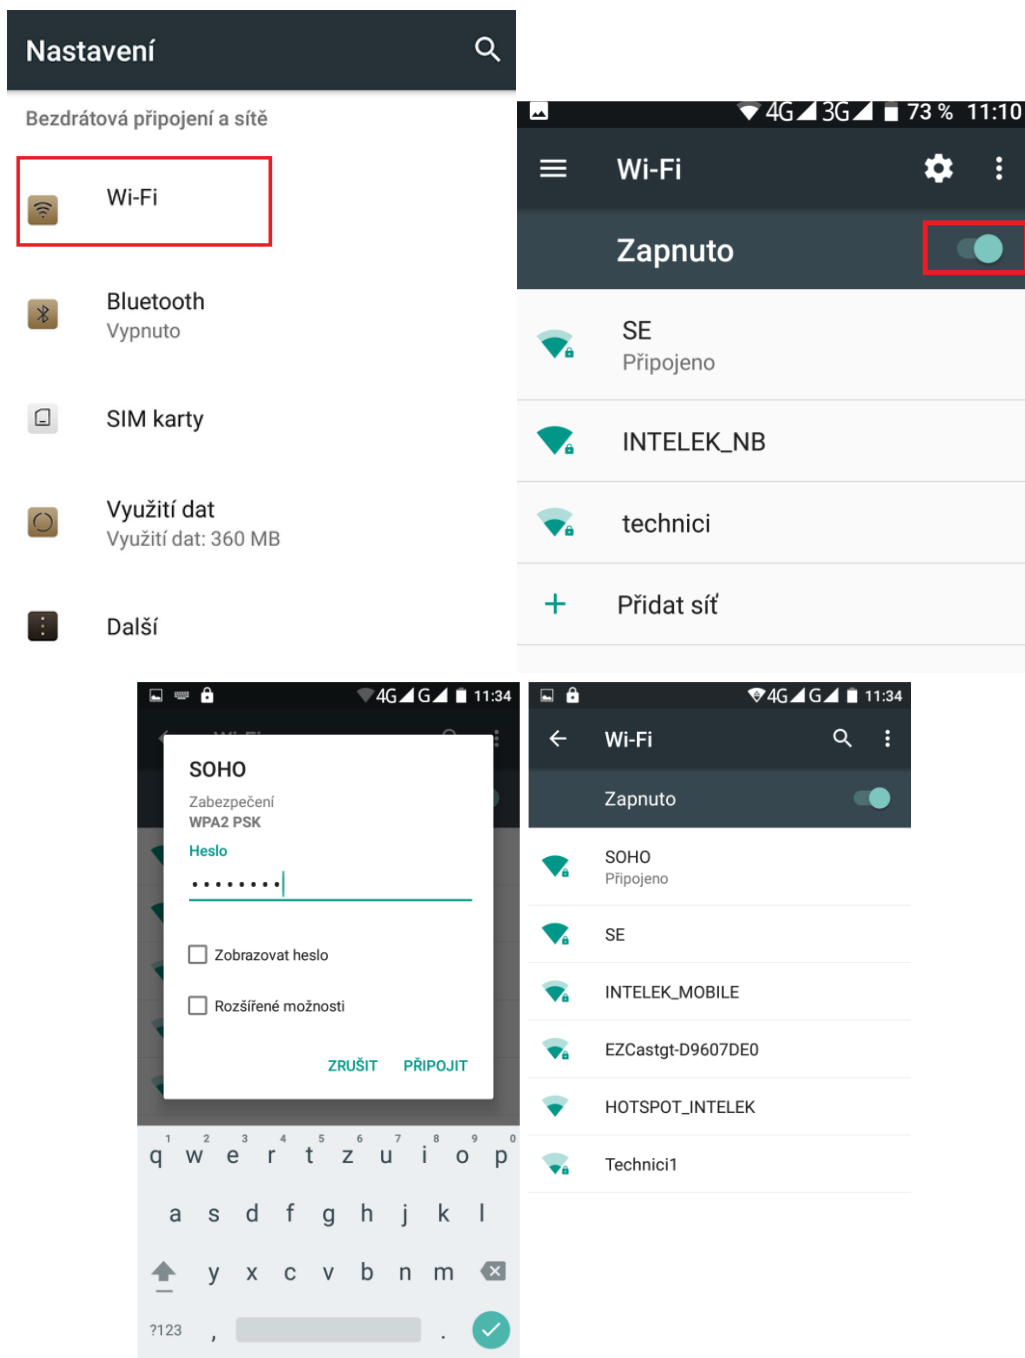 Nastavení
Bezdrátová připojení a sítě
Wi-Fi
Bluetooth
Vypnuto
SIM karty
Využití dat
Využití dat: 360 MB
Další
4G 3G 73 % 11:10
Wi-Fi
Zapnuto
SE
Připojeno
INTELEK_NB
technici
Přidat síť
4G G 11:34
Wi-Fi
SOHO
Zabezpečení
WPA2 PSK
Heslo
••••••••
Zobrazovat heslo
Rozšířené možnosti
ZRUŠIT PŘIPOJIT
1 2 3 4 5 6 7 8 9 0
q w e r t z u i o p
a s d f g h j k l
y x c v b n m
?123 , .
4G G 11:34
Wi-Fi
Zapnuto
SOHO
Připojeno
SE
INTELEK_MOBILE
EZCastgt-D9607DE0
HOTSPOT_INTELEK
Technici1